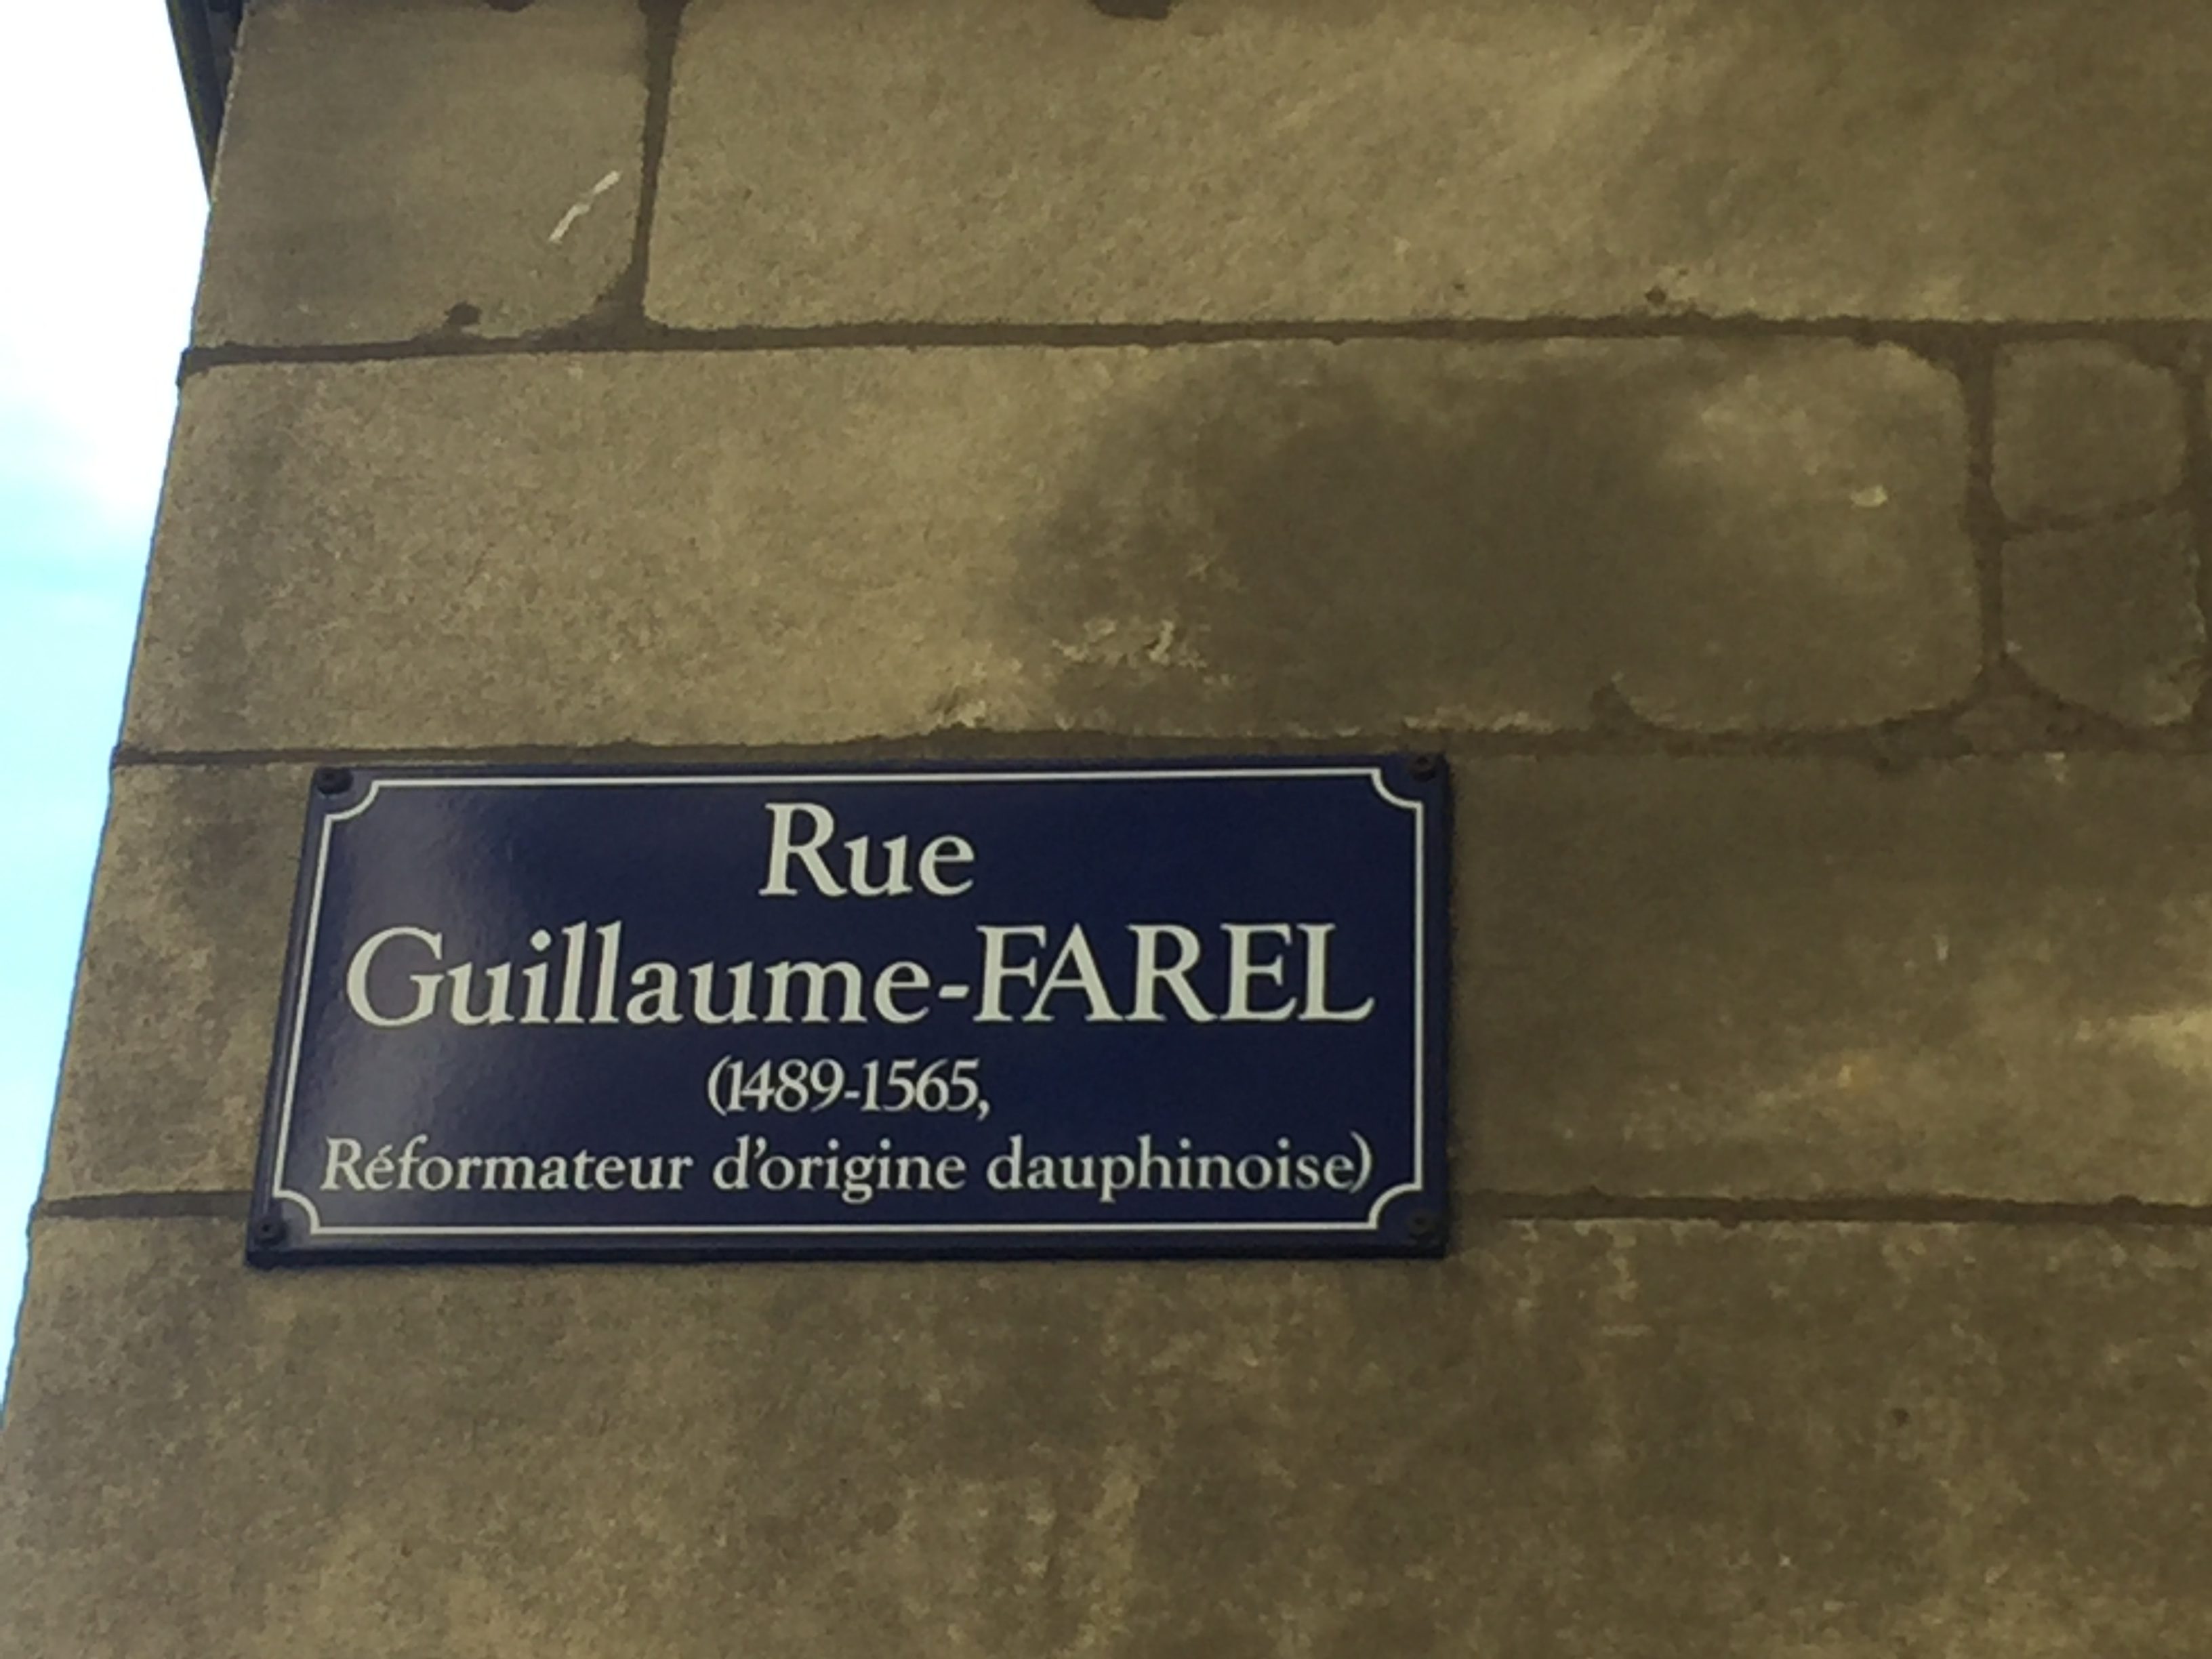 Rue
Guillaume-FAREL
(1489-1565,
Réformateur d'origine dauphinoise)